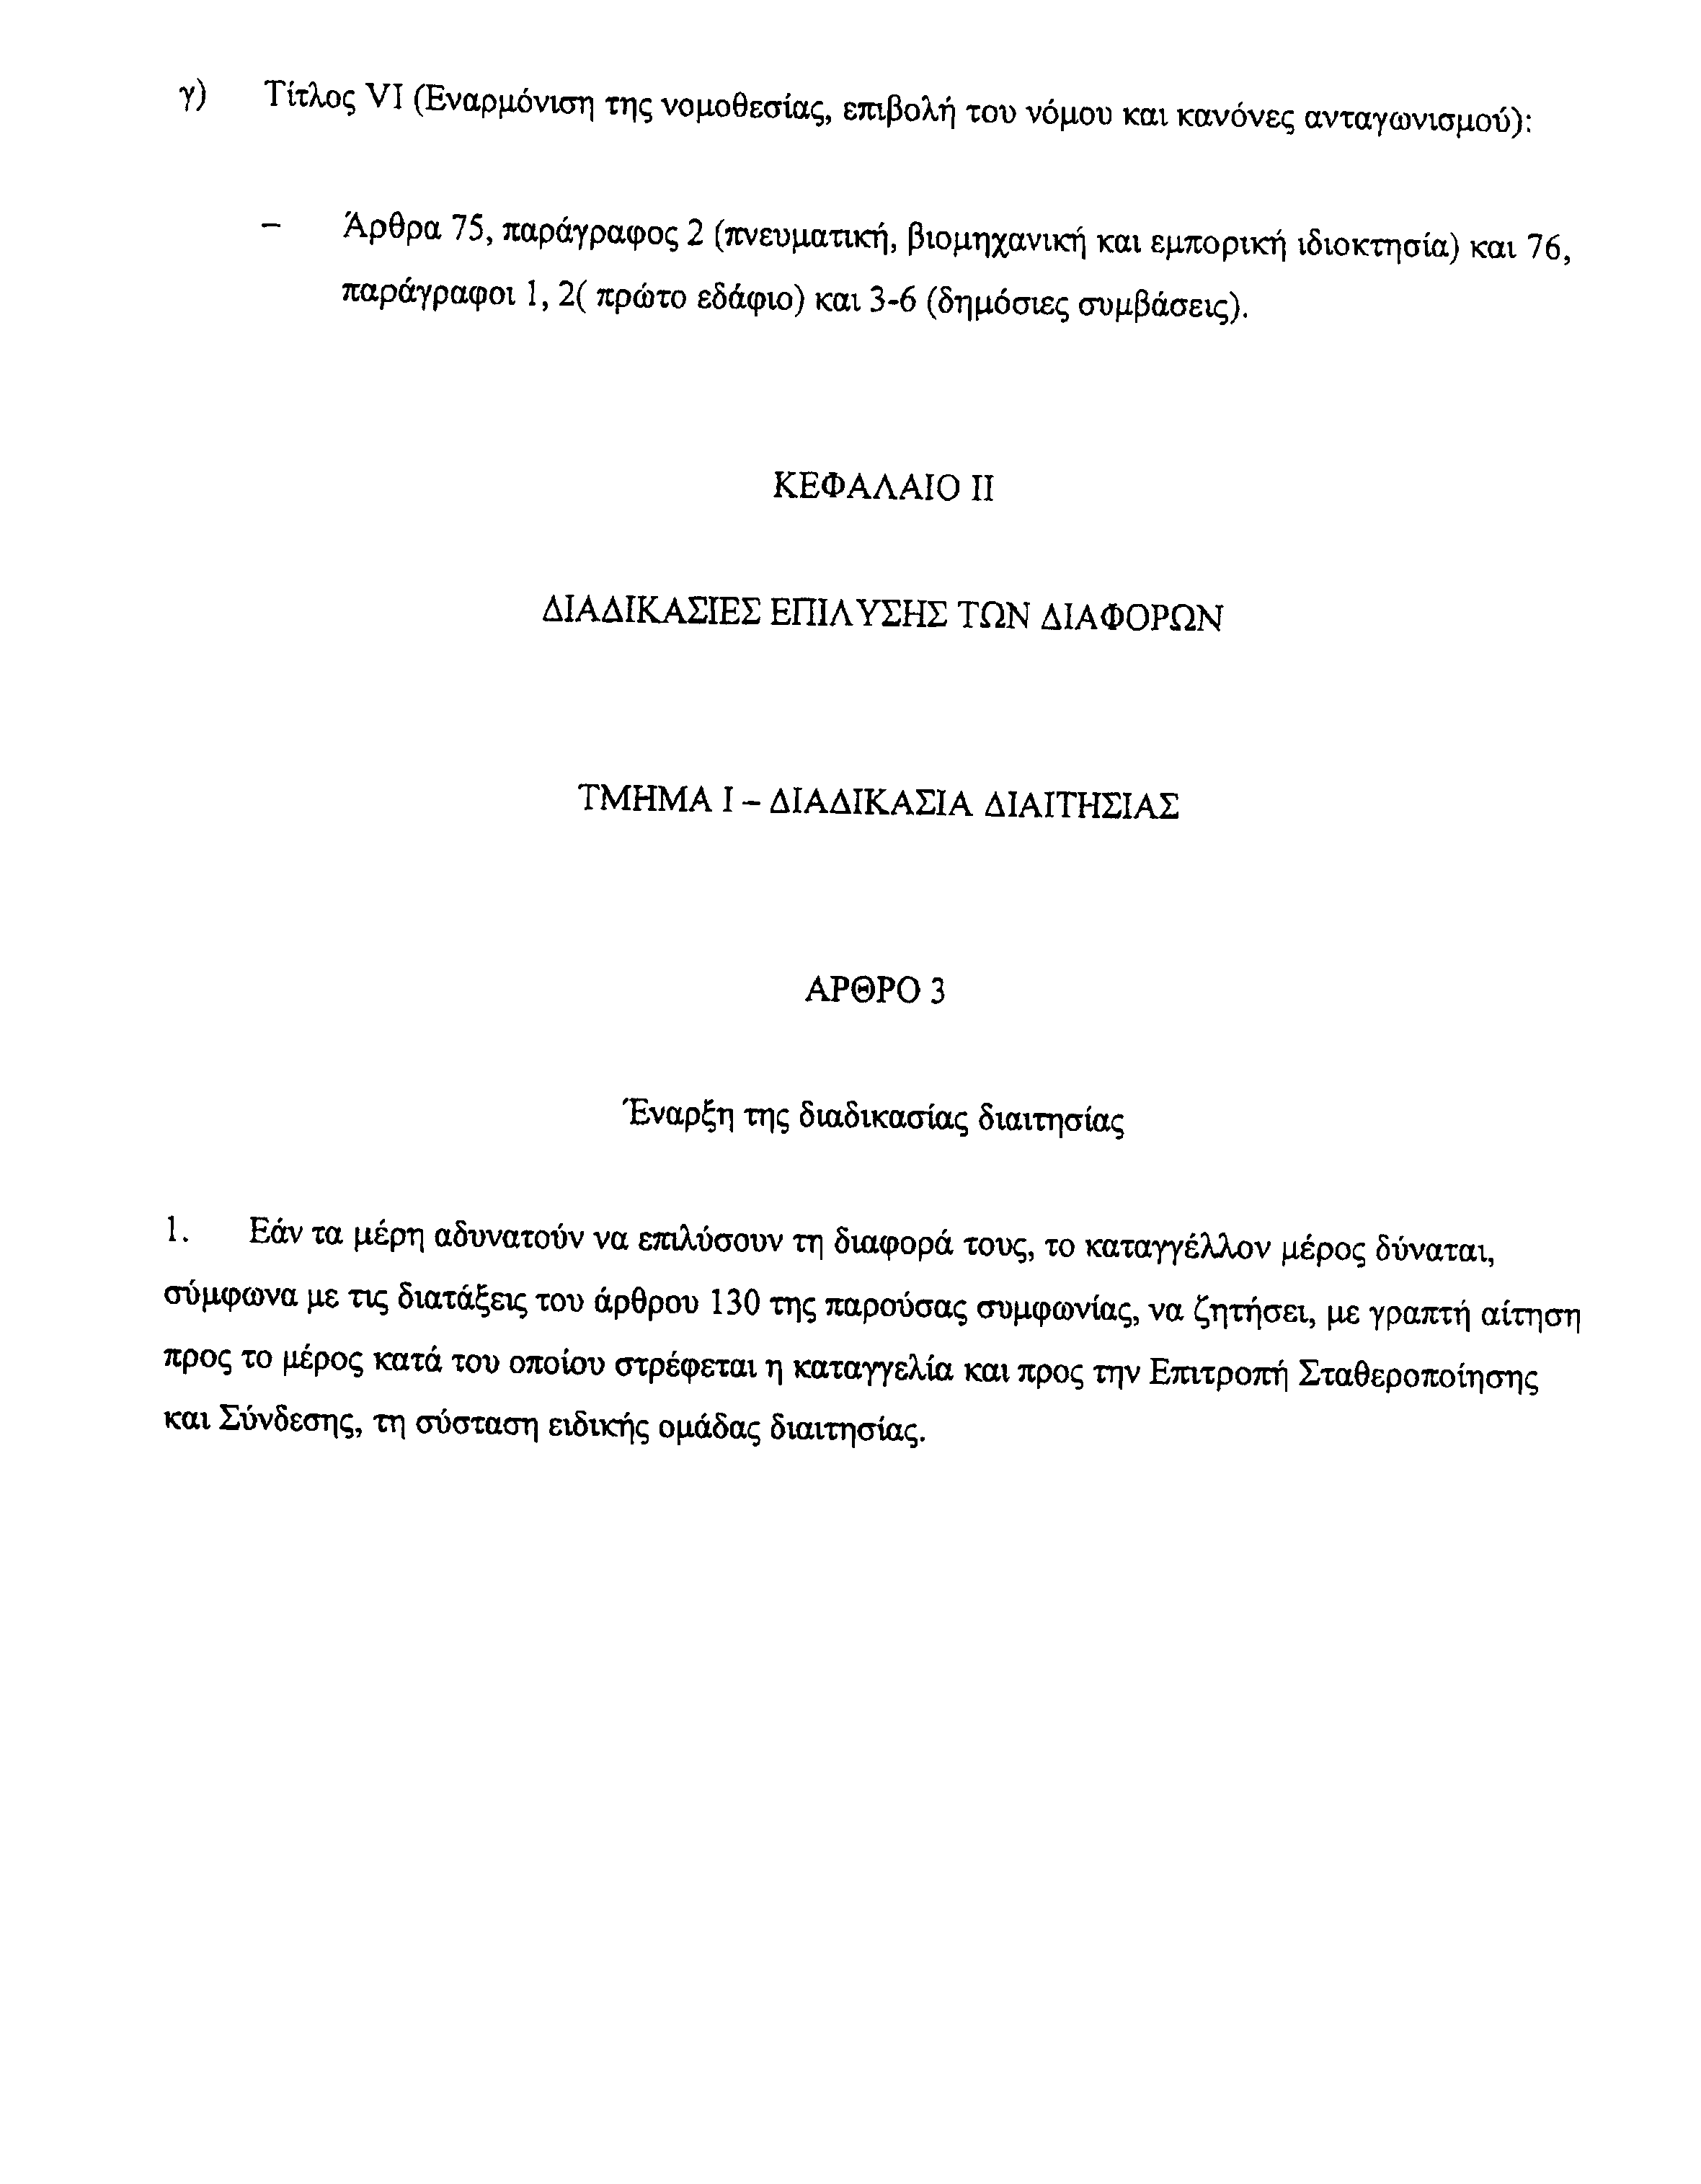 γ) Τίτλος VI (Εναρμόνιση της νομοθεσίας, επιβολή του νόμου και κανόνες ανταγωνισμού):
– Άρθρα 75, παράγραφος 2 (πνευματική, βιομηχανική και εμπορική ιδιοκτησία) και 76,
παράγραφοι 1, 2( πρώτο εδάφιο) και 3-6 (δημόσιες συμβάσεις).
ΚΕΦΑΛΑΙΟ ΙΙ
ΔΙΑΔΙΚΑΣΙΕΣ ΕΠΙΛΥΣΗΣ ΤΩΝ ΔΙΑΦΟΡΩΝ
ΤΜΗΜΑ Ι – ΔΙΑΔΙΚΑΣΙΑ ΔΙΑΙΤΗΣΙΑΣ
ΑΡΘΡΟ 3
Έναρξη της διαδικασίας διαιτησίας
1. Εάν τα μέρη αδυνατούν να επιλύσουν τη διαφορά τους, το καταγγέλλον μέρος δύναται,
σύμφωνα με τις διατάξεις του άρθρου 130 της παρούσας συμφωνίας, να ζητήσει, με γραπτή αίτηση
προς το μέρος κατά του οποίου στρέφεται η καταγγελία και προς την Επιτροπή Σταθεροποίησης
και Σύνδεσης, τη σύσταση ειδικής ομάδας διαιτησίας.